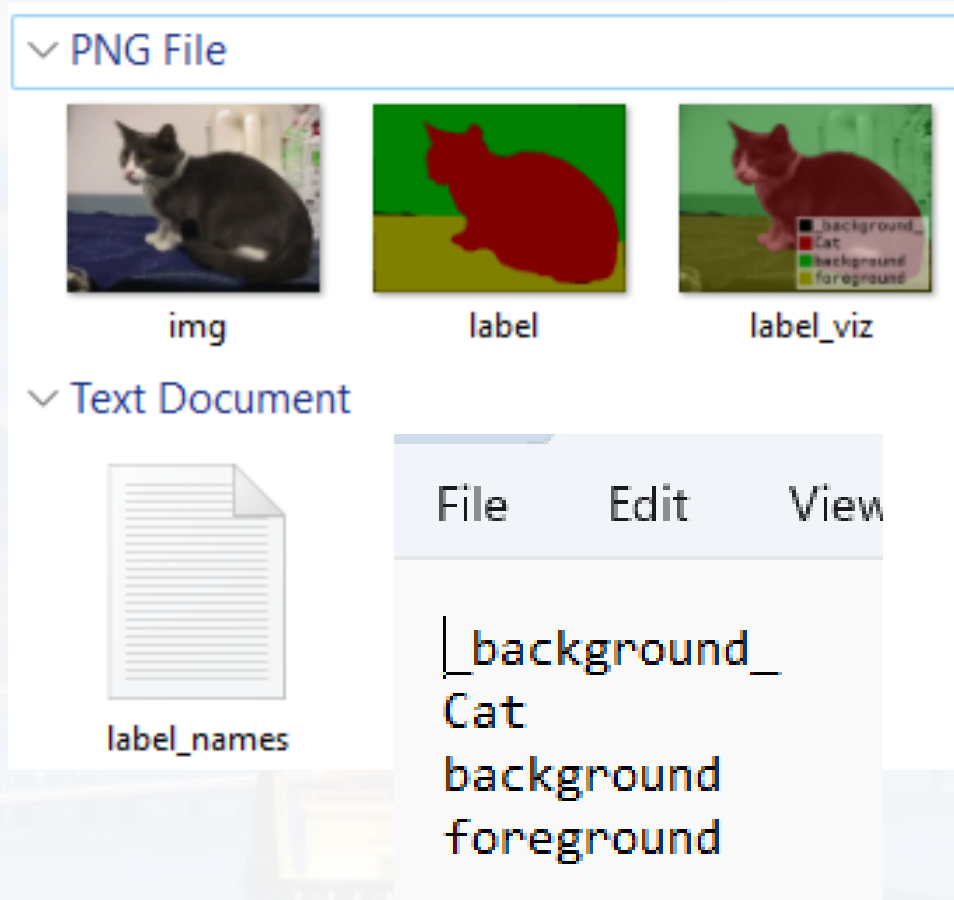 PNG File
_background_
Cat
background
foreground
img
label
label_viz
Text Document
File Edit View
_background_
Cat
background
foreground
label_names